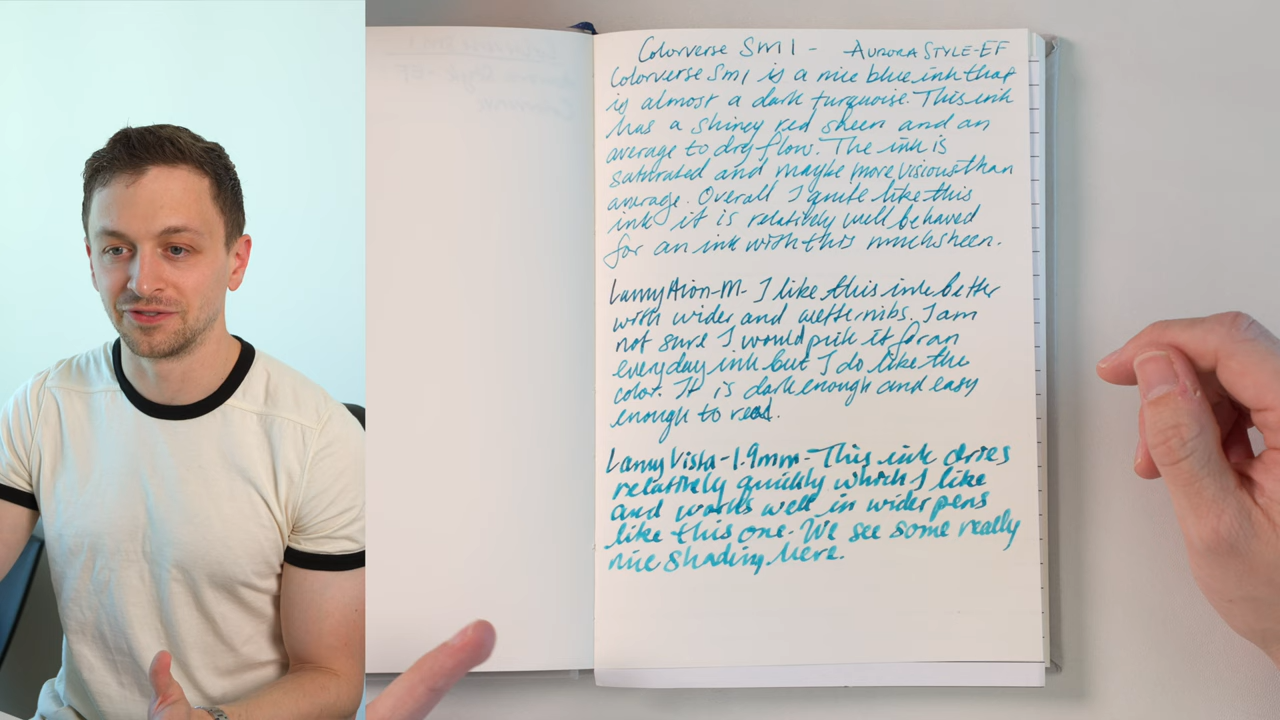 Colorverse Sm 1 - Aurora Style-EF
Colorverse Sm 1 is a nice blue ink that
is almost a dark turquoise. This ink
has a shiney red sheen and an
average to dry flow. The ink is
saturated and maybe more visious than
average. Overall I quite like this
ink it is relatively well behaved
for an ink with this much sheen.
Lamy Aion-M- I like this ink better
with wider and wetter nibs. I am
not sure I would pick it for an
everyday ink but I do like the
color. It is dark enough and easy
enough to read.
Lamy Vista-1.9mm-This ink dries
relatively quickly which I like
and works well in wider pens
like this one. We see some really
nice shading here.